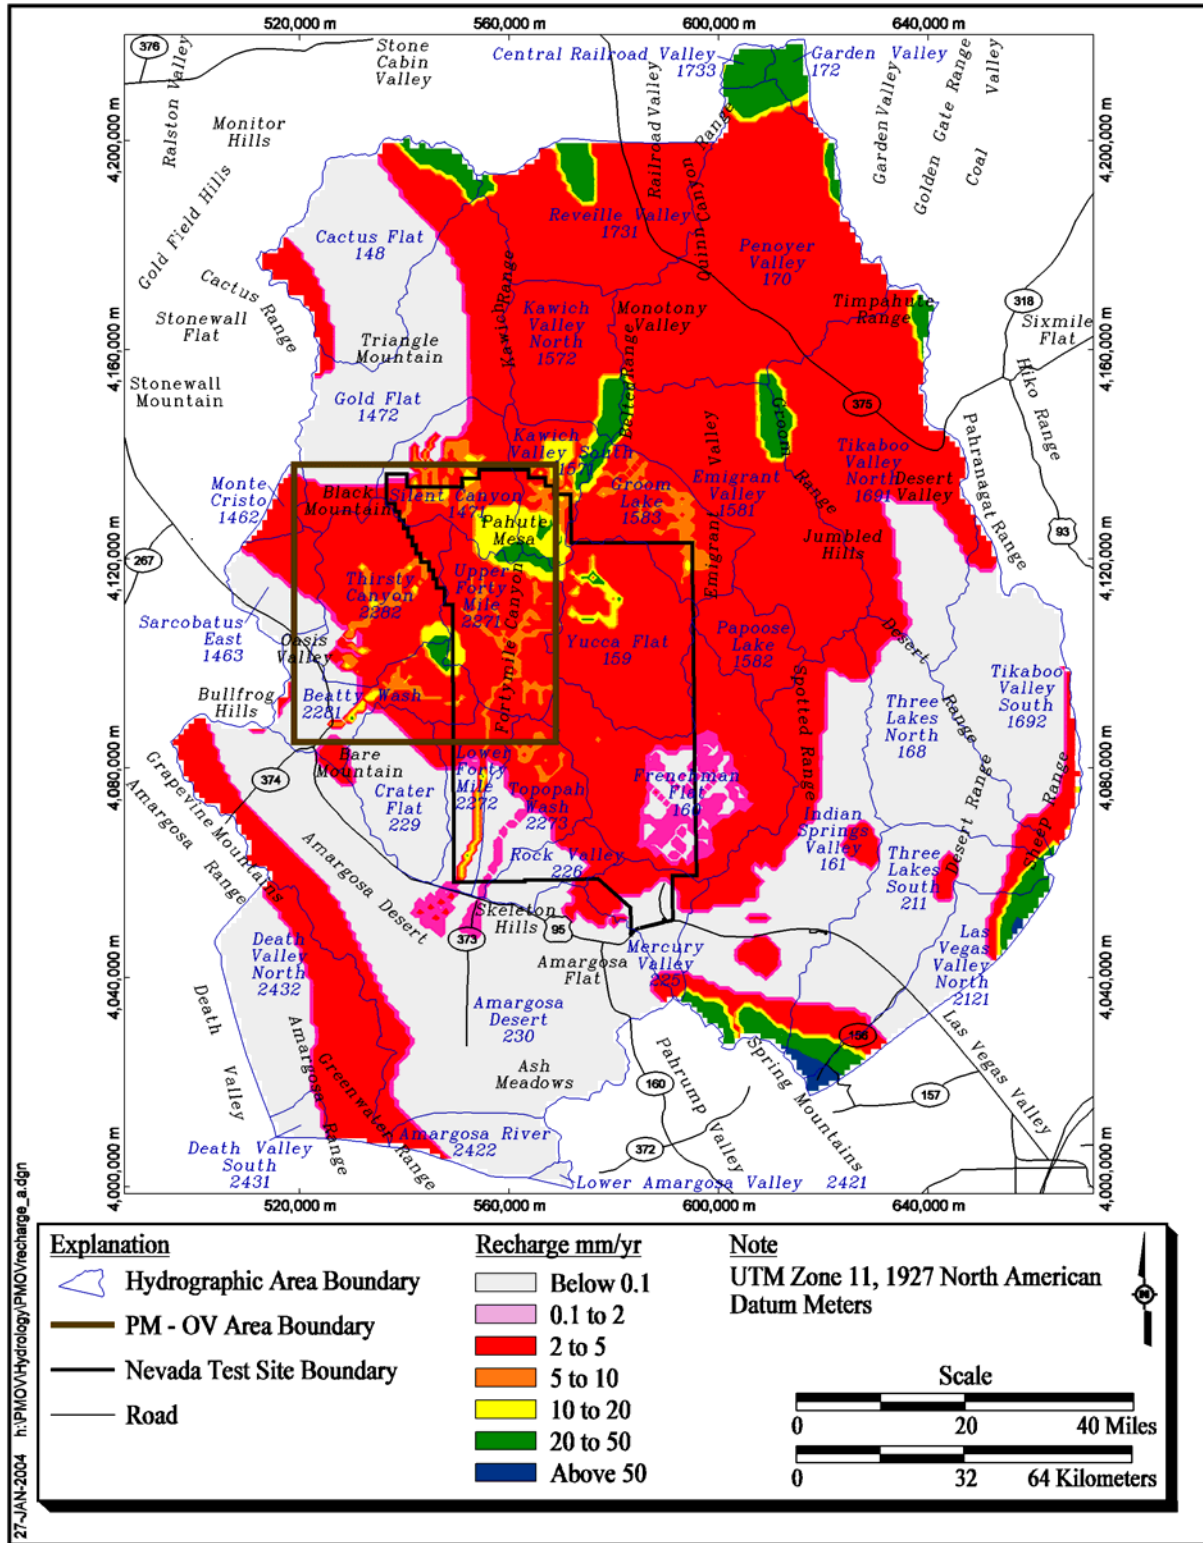 520,000 m
560,000 m
600,000 m
640,000 m
376
Stone
Cabin
Valley
Ralston Valley
Monitor
Hills
Gold Field Hills
Central Railroad Valley
1733
Garden Valley
172
Railroad Valley
Quinn Canyon Range
Garden Valley
Golden Gate Range
Coal Valley
4,200,000 m
4,200,000 m
Cactus Flat
148
Reveille Valley
1731
Penoyer
Valley
170
Cactus Range
Stonewall
Flat
Triangle
Mountain
Kawich Range
Kawich
Valley
North
1572
Monotony
Valley
Timpahute
Range
318
Sixmile
Flat
4,160,000 m
4,160,000 m
Stonewall
Mountain
Gold Flat
1472
Belted Range
375
Hiko Range
Kawich
Valley South
1571
Emigrant Valley
Groom Range
Tikaboo
Valley
North
1691
Desert
Valley
Pahranagat Range
93
Monte
Cristo
1462
Black
Mountain
Silent Canyon
1471
Pahute
Mesa
Groom
Lake
1583
Emigrant
Valley
1581
Jumbled
Hills
267
4,120,000 m
4,120,000 m
Thirsty
Canyon
2282
Upper
Forty
Mile
2271
Fortymile Canyon
Sarcobatus
East
1463
Oasis
Valley
Yucca Flat
159
Papoose
Lake
1582
Desert Range
Bullfrog
Hills
Beatty Wash
2281
Spotted Range
Three
Lakes
North
168
Tikaboo
Valley
South
1692
374
Bare
Mountain
Crater
Flat
229
Lower
Forty
Mile
2272
Topopah
Wash
2273
Frenchman
Flat
160
4,080,000 m
4,080,000 m
Grapevine Mountains
Amargosa Range
Amargosa Desert
Rock Valley
226
Indian
Springs
Valley
161
Three
Lakes
South
211
Desert Range
Sheep Range
Skeleton
Hills
373
95
Amargosa
Flat
Mercury
Valley
225
Las
Vegas
Valley
North
2121
Death
Valley
North
2432
4,040,000 m
4,040,000 m
Amargosa
Desert
230
Death Valley
Amargosa Range
Greenwater Range
Ash
Meadows
Pahrump Valley
Spring Mountains
156
Las Vegas Valley
160
157
Death Valley
South
2431
Amargosa River
2422
372
Lower Amargosa Valley 2421
4,000,000 m
4,000,000 m
520,000 m
560,000 m
600,000 m
640,000 m
Explanation
Hydrographic Area Boundary
PM - OV Area Boundary
Nevada Test Site Boundary
Road
Recharge mm/yr
Below 0.1
0.1 to 2
2 to 5
5 to 10
10 to 20
20 to 50
Above 50
Note
UTM Zone 11, 1927 North American
Datum Meters
N
Scale
0 20 40 Miles
0 32 64 Kilometers
27-JAN-2004 h:\PMOV\Hydrology\PMOVrecharge_a.dgn